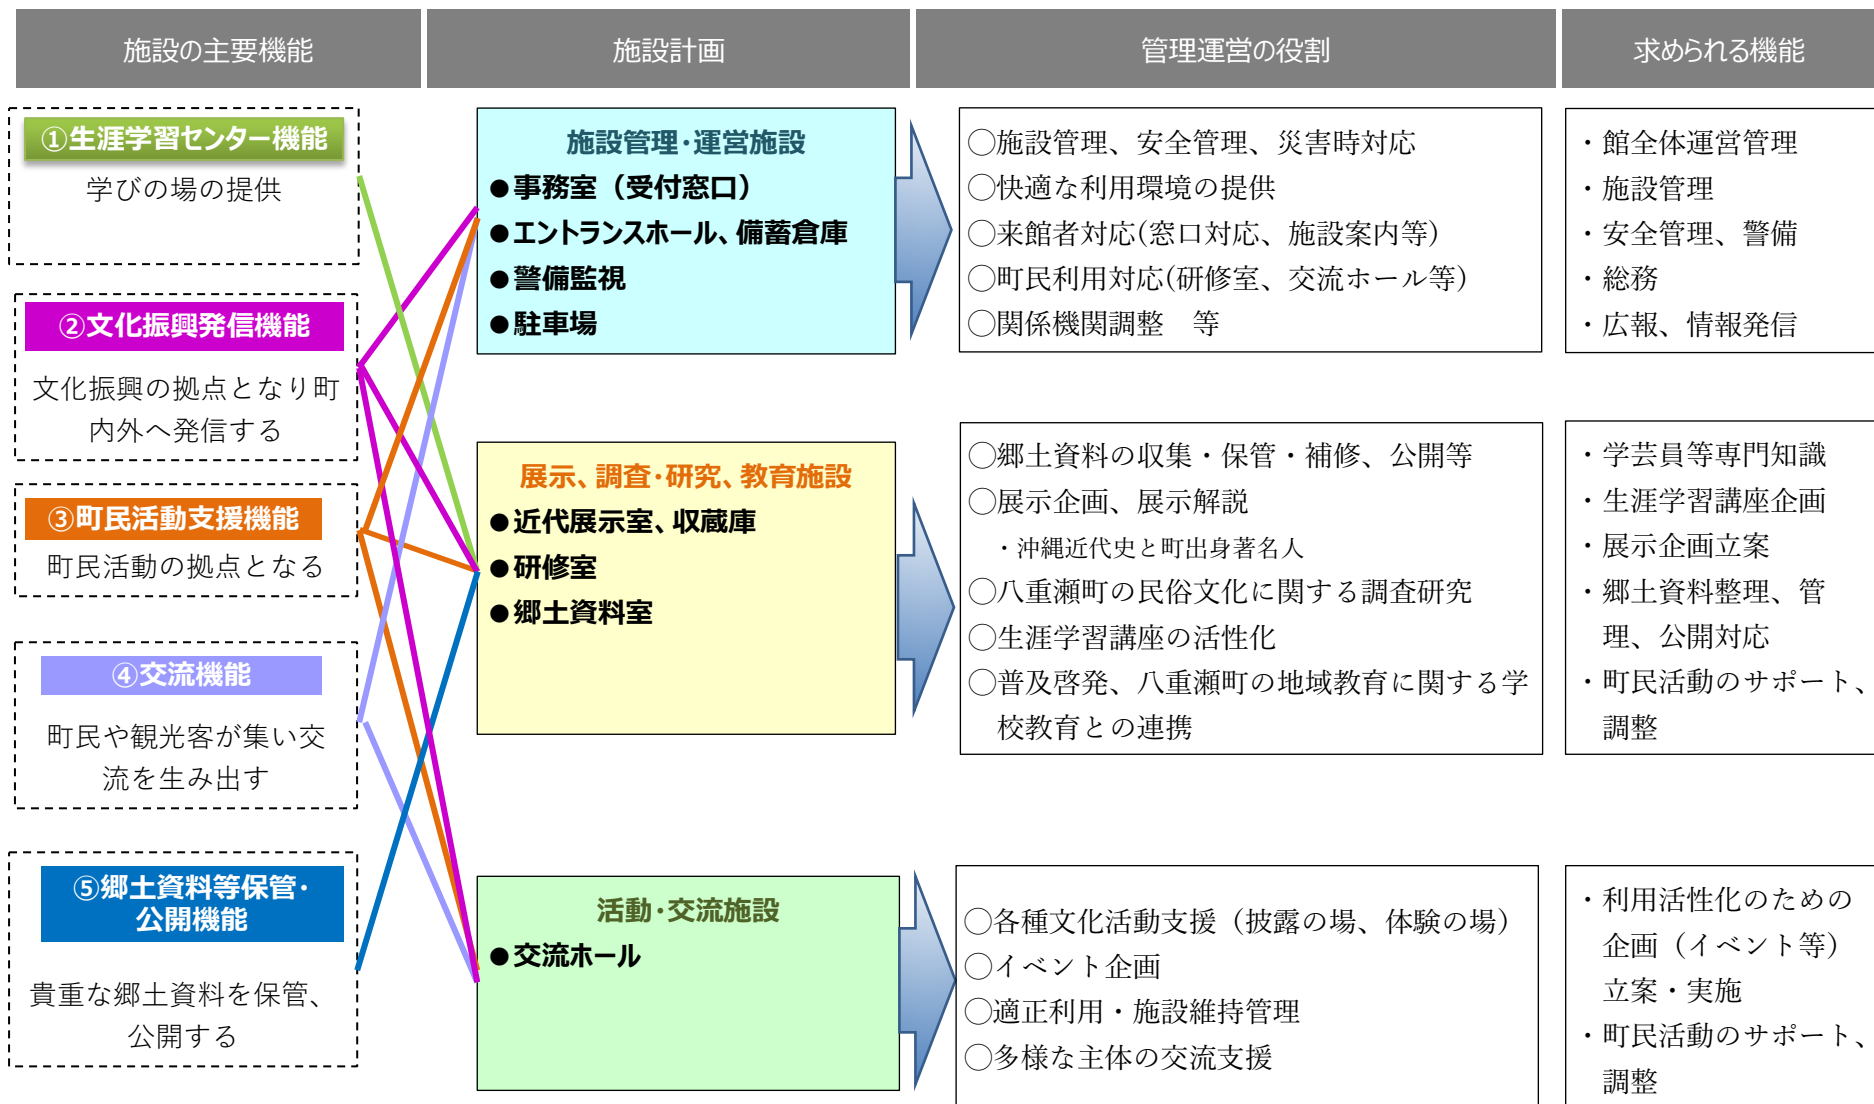 施設の主要機能
施設計画
管理運営の役割
求められる機能
①生涯学習センター機能
学びの場の提供
②文化振興発信機能
文化振興の拠点となり町
内外へ発信する
③町民活動支援機能
町民活動の拠点となる
④交流機能
町民や観光客が集い交
流を生み出す
⑤郷土資料等保管・
公開機能
貴重な郷土資料を保管、
公開する
施設管理・運営施設
●事務室（受付窓口）
●エントランスホール、備蓄倉庫
●警備監視
●駐車場
展示、調査・研究、教育施設
●近代展示室、収蔵庫
●研修室
●郷土資料室
活動・交流施設
●交流ホール
○施設管理、安全管理、災害時対応
○快適な利用環境の提供
○来館者対応(窓口対応、施設案内等)
○町民利用対応(研修室、交流ホール等)
○関係機関調整　等
○郷土資料の収集・保管・補修、公開等
○展示企画、展示解説
・沖縄近代史と町出身著名人
○八重瀬町の民俗文化に関する調査研究
○生涯学習講座の活性化
○普及啓発、八重瀬町の地域教育に関する学
校教育との連携
○各種文化活動支援（披露の場、体験の場）
○イベント企画
○適正利用・施設維持管理
○多様な主体の交流支援
・館全体運営管理
・施設管理
・安全管理、警備
・総務
・広報、情報発信
・学芸員等専門知識
・生涯学習講座企画
・展示企画立案
・郷土資料整理、管
理、公開対応
・町民活動のサポート、
調整
・利用活性化のための
企画（イベント等）
立案・実施
・町民活動のサポート、
調整